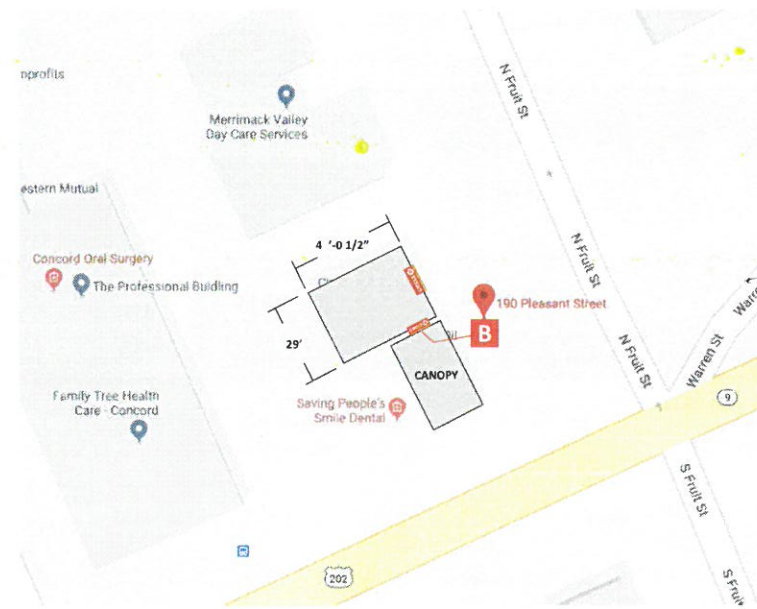 nprofits
Merrimack Valley
Day Care Services
N Fruit St
estern Mutual
Concord Oral Surgery
The Professional Building
4 '-0 1/2"
29'
190 Pleasant Street
B
CANOPY
N Fruit St
N Fruit St
Warren St
Warre
Family Tree Health
Care - Concord
Saving People's
Smile Dental
9
S Fruit St
202
S Fruit